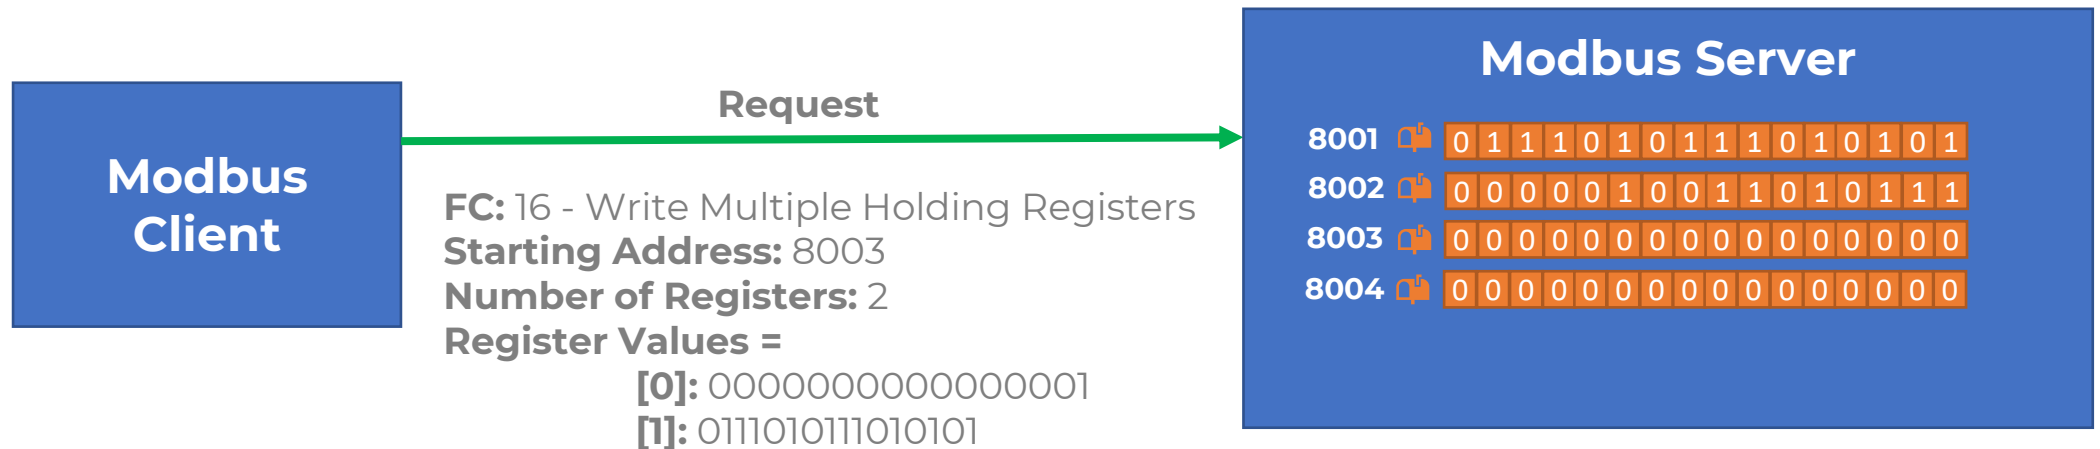 Modbus
Client
Request
FC: 16 - Write Multiple Holding Registers
Starting Address: 8003
Number of Registers: 2
Register Values =
[0]: 0000000000000001
[1]: 0111010111010101
Modbus Server
8001 0 1 1 1 0 1 0 1 1 1 0 1 0 1 0 1
8002 0 0 0 0 0 1 0 0 1 1 0 1 0 1 1 1
8003 0 0 0 0 0 0 0 0 0 0 0 0 0 0 0 0
8004 0 0 0 0 0 0 0 0 0 0 0 0 0 0 0 0